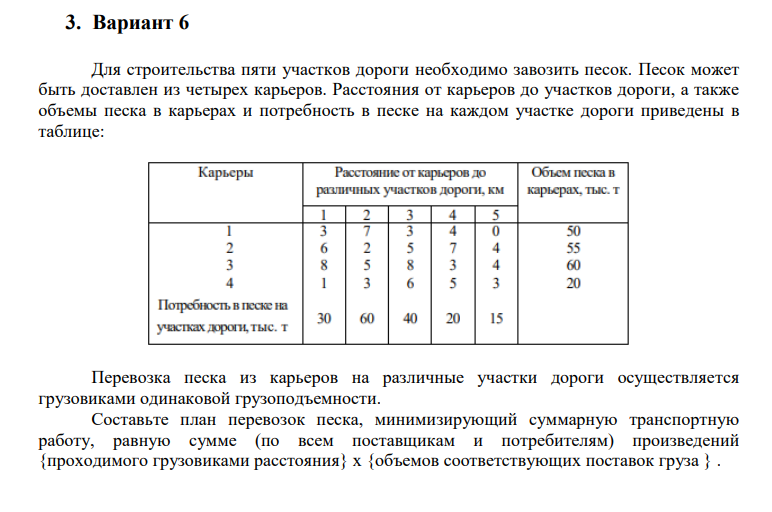 3. Вариант 6
Для строительства пяти участков дороги необходимо завозить песок. Песок может
быть доставлен из четырех карьеров. Расстояния от карьеров до участков дороги, а также
объемы песка в карьерах и потребность в песке на каждом участке дороги приведены в
таблице:
Карьеры Расстояние от карьеров до Объем песка в
различных участков дороги, км карьерах, тыс. т
1 2 3 4 5
1 3 7 3 4 0 50
2 6 2 5 7 4 55
3 8 5 8 3 4 60
4 1 3 6 5 3 20
Потребность в песке на
участках дороги, тыс. т 30 60 40 20 15
Перевозка песка из карьеров на различные участки дороги осуществляется
грузовиками одинаковой грузоподъемности.
Составьте план перевозок песка, минимизирующий суммарную транспортную
работу, равную сумме (по всем поставщикам и потребителям) произведений
{проходимого грузовиками расстояния} х {объемов соответствующих поставок груза } .